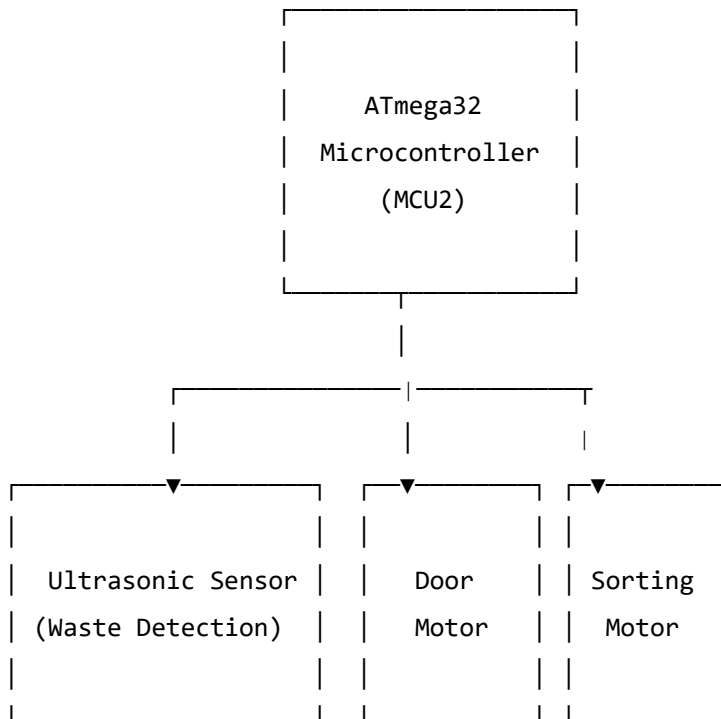 ATmega32
Microcontroller
(MCU2)
Ultrasonic Sensor
(Waste Detection)
Door
Motor
Sorting
Motor